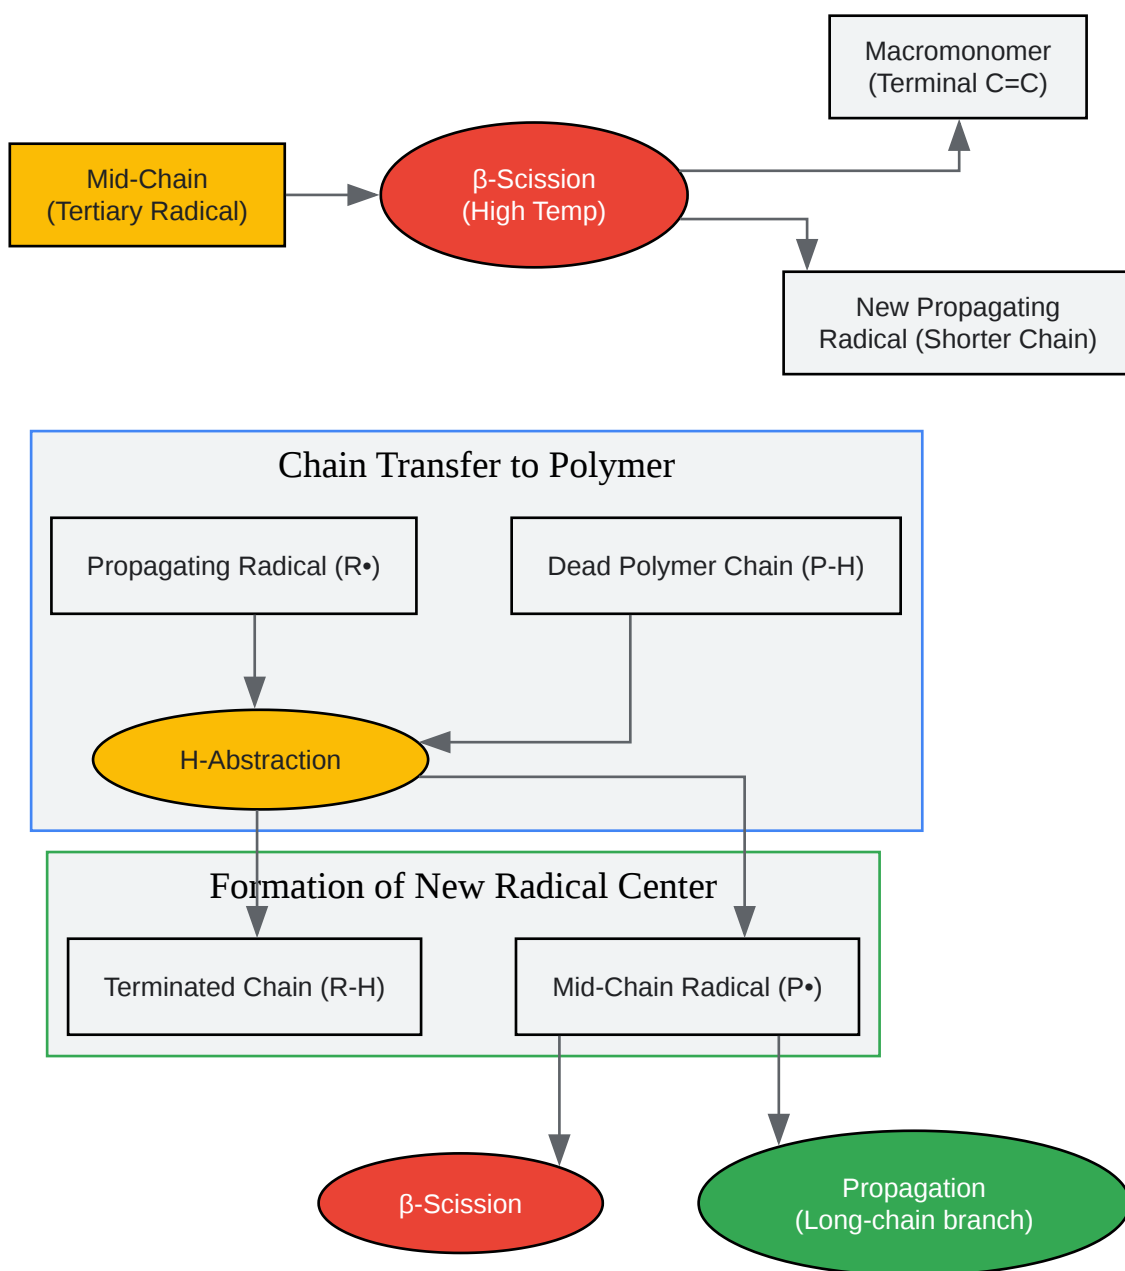 Macromonomer
(Terminal C=C)
Mid-Chain
(Tertiary Radical)
β-Scission
(High Temp)
New Propagating
Radical (Shorter Chain)
Chain Transfer to Polymer
Propagating Radical (R•)
Dead Polymer Chain (P-H)
H-Abstraction
Formation of New Radical Center
Terminated Chain (R-H)
Mid-Chain Radical (P•)
β-Scission
Propagation
(Long-chain branch)